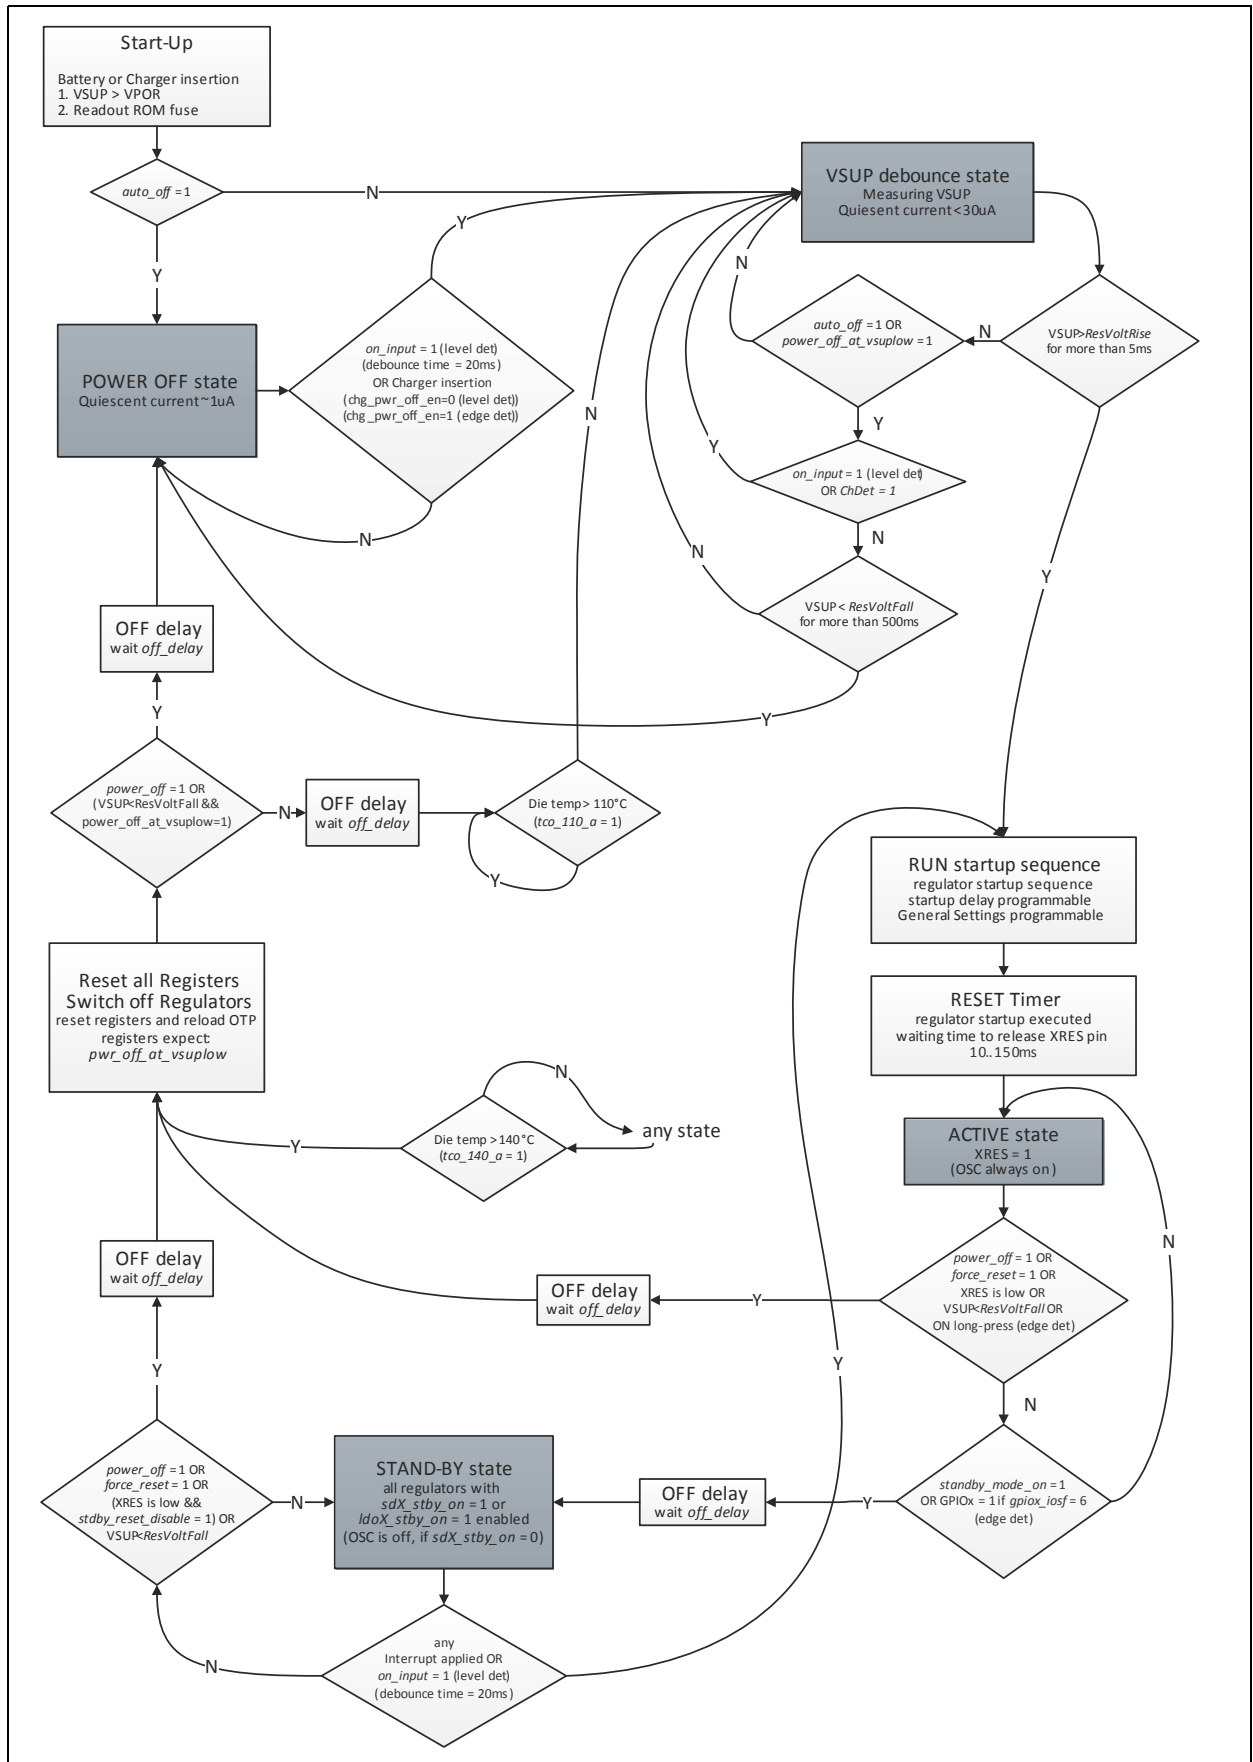 Start-Up
Battery or Charger insertion
1. VSUP > VPOR
2. Readout ROM fuse
auto_off = 1
N
Y
VSUP debounce state
Measuring VSUP
Quiesent current<30uA
Y
N
auto_off = 1 OR
power_off_at_vsuplow = 1
N
VSUP>ResVoltRise
for more than 5ms
POWER OFF state
Quiescent current~1uA
on_input = 1 (level det)
(debounce time = 20ms)
OR Charger insertion
(chg_pwr_off_en=0 (level det))
(chg_pwr_off_en=1 (edge det))
N
Y
Y
on_input = 1 (level det)
OR ChDet = 1
N
N
N
Y
VSUP< ResVoltFall
for more than 500ms
OFF delay
wait off_delay
Y
Y
power_off = 1 OR
(VSUP<ResVoltFall &&
power_off_at_vsuplow=1)
N
OFF delay
wait off_delay
Die temp> 110°C
(tco_110_a = 1)
Y
RUN startup sequence
regulator startup sequence
startup delay programmable
General Settings programmable
Reset all Registers
Switch off Regulators
reset registers and reload OTP
registers expect:
pwr_off_at_vsuplow
RESET Timer
regulator startup executed
waiting time to release XRES pin
10..150ms
N
any state
Y
Die temp >140°C
(tco_140_a = 1)
ACTIVE state
XRES = 1
(OSC always on )
N
OFF delay
wait off_delay
power_off = 1 OR
force_reset = 1 OR
XRES is low OR
VSUP<ResVoltFall OR
ON long-press (edge det)
OFF delay
wait off_delay
Y
Y
Y
N
power_off = 1 OR
force_reset = 1 OR
(XRES is low &&
stdby_reset_disable = 1) OR
VSUP<ResVoltFall
N
STAND-BY state
all regulators with
sdX_stby_on = 1 or
ldoX_stby_on = 1 enabled
(OSC is off, if sdX_stby_on = 0)
OFF delay
wait off_delay
Y
standby_mode_on = 1
OR GPIOx = 1 if gpiox_iosf = 6
(edge det)
N
any
Interrupt applied OR
on_input = 1 (level det)
(debounce time = 20ms)